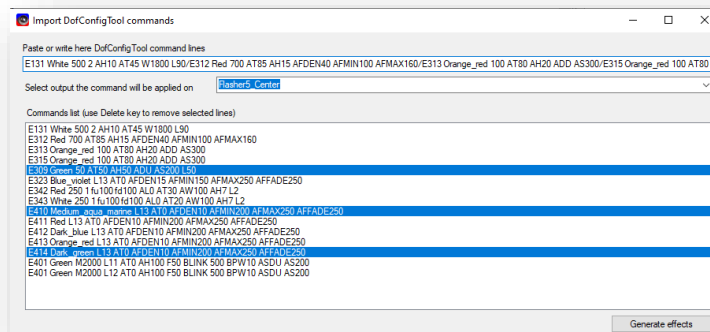 Import DofConfigTool commands
Paste or write here DofConfigTool command lines
E131 White 500 2 AH10 AT45 W1800 L90/E312 Red 700 AT85 AH15 AFDEN40 AFMIN100 AFMAX160/E313 Orange_red 100 AT80 AH20 ADD AS300/E315 Orange_red 100 AT80
Select output the command will be applied on
Flasher5_Center
Commands list (use Delete key to remove selected lines)
E131 White 500 2 AH10 AT45 W1800 L90
E312 Red 700 AT85 AH15 AFDEN40 AFMIN100 AFMAX160
E313 Orange_red 100 AT80 AH20 ADD AS300
E315 Orange_red 100 AT80 AH20 ADD AS300
E309 Green 50 AT50 AH50 ADU AS200 L50
E323 Blue_violet L13 AT0 AFDEN15 AFMIN150 AFMAX250 AFFADE250
E342 Red 250 1 fu100 fd100 AL0 AT30 AW100 AH7 L2
E343 White 250 1 fu100 fd100 AL0 AT20 AW100 AH7 L2
E410 Medium_aqua_marine L13 AT0 AFDEN10 AFMIN200 AFMAX250 AFFADE250
E411 Red L13 AT0 AFDEN10 AFMIN200 AFMAX250 AFFADE250
E412 Dark_blue L13 AT0 AFDEN10 AFMIN200 AFMAX250 AFFADE250
E413 Orange_red L13 AT0 AFDEN10 AFMIN200 AFMAX250 AFFADE250
E414 Dark_green L13 AT0 AFDEN10 AFMIN200 AFMAX250 AFFADE250
E401 Green M2000 L11 AT0 AH100 F50 BLINK 500 BPW10 ASDU AS200
E401 Green M2000 L12 AT0 AH100 F50 BLINK 500 BPW10 ASDU AS200
Generate effects